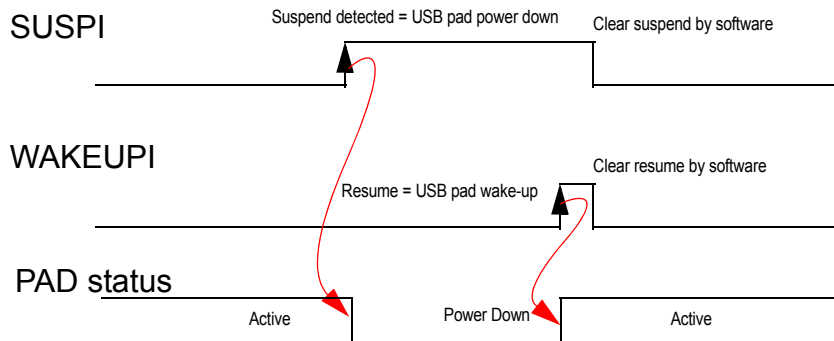 SUSPI
Suspend detected = USB pad power down
Clear suspend by software
WAKEUPI
Resume = USB pad wake-up
Clear resume by software
PAD status
Active
Power Down
Active